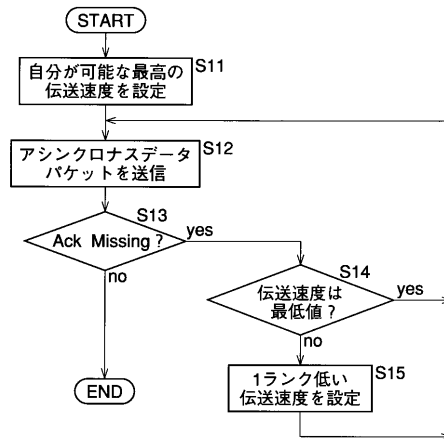 START
自分が可能な最高の
伝送速度を設定
S11
アシンクロナスデータ
パケットを送信
S12
Ack Missing?
S13
yes
no
伝送速度は
最低値?
S14
yes
no
1ランク低い
伝送速度を設定
S15
END